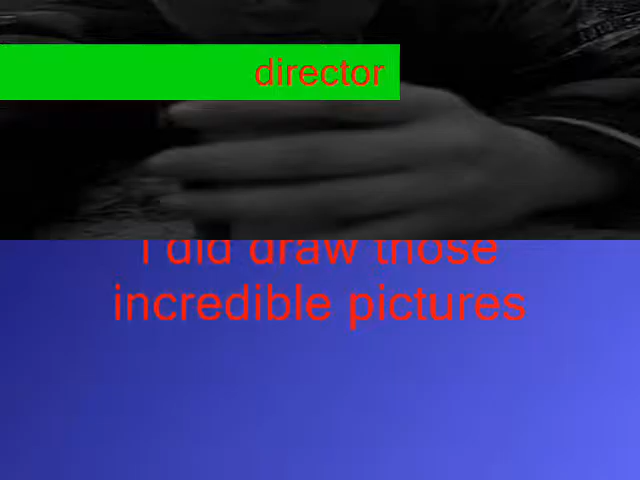 director
I did draw those
incredible pictures